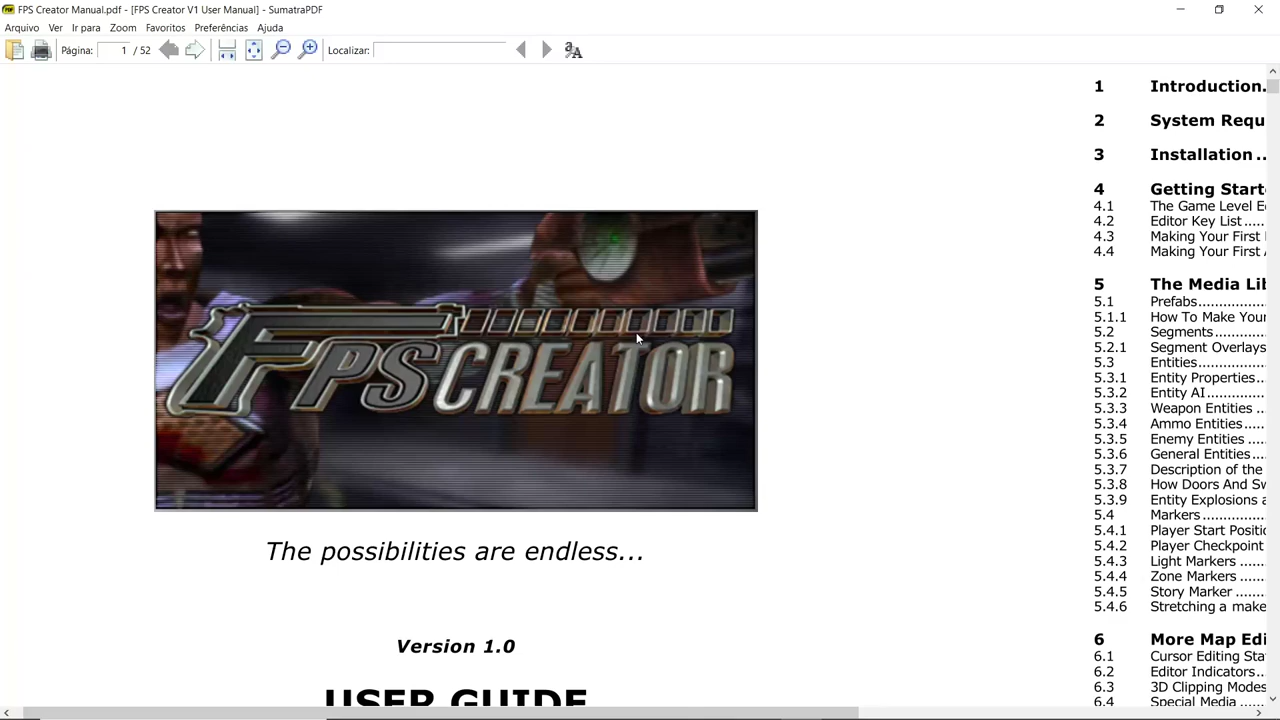 FPS Creator Manual.pdf - [FPS Creator V1 User Manual] - SumatraPDF
Arquivo Ver Ir para Zoom Favoritos Preferências Ajuda
Página: 1 / 52 Localizar:
FPS CREATOR
The possibilities are endless...
Version 1.0
USER GUIDE
1 Introduction.
2 System Requ
3 Installation ..
4 Getting Start
4.1 The Game Level E
4.2 Editor Key List .....
4.3 Making Your First
4.4 Making Your First
5 The Media Lib
5.1 Prefabs................
5.1.1 How To Make You
5.2 Segments.............
5.2.1 Segment Overlays
5.3 Entities................
5.3.1 Entity Properties...
5.3.2 Entity AI..............
5.3.3 Weapon Entities ...
5.3.4 Ammo Entities.....
5.3.5 Enemy Entities ....
5.3.6 General Entities...
5.3.7 Description of the
5.3.8 How Doors And Sw
5.3.9 Entity Explosions a
5.4 Markers...............
5.4.1 Player Start Positio
5.4.2 Player Checkpoint
5.4.3 Light Markers ......
5.4.4 Zone Markers ......
5.4.5 Story Marker .......
5.4.6 Stretching a make
6 More Map Edi
6.1 Cursor Editing Sta
6.2 Editor Indicators...
6.3 3D Clipping Modes
6.4 Special Media ......